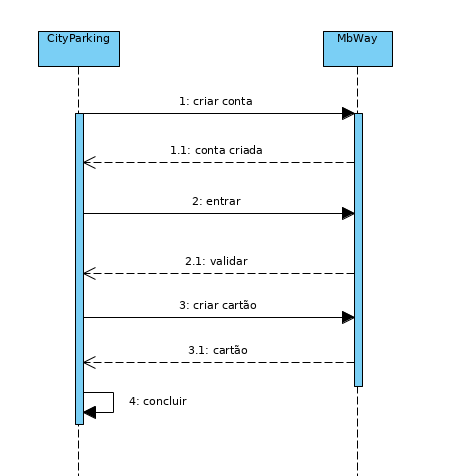 CityParking
MbWay
1: criar conta
1.1: conta criada
2: entrar
2.1: validar
3: criar cartão
3.1: cartão
4: concluir